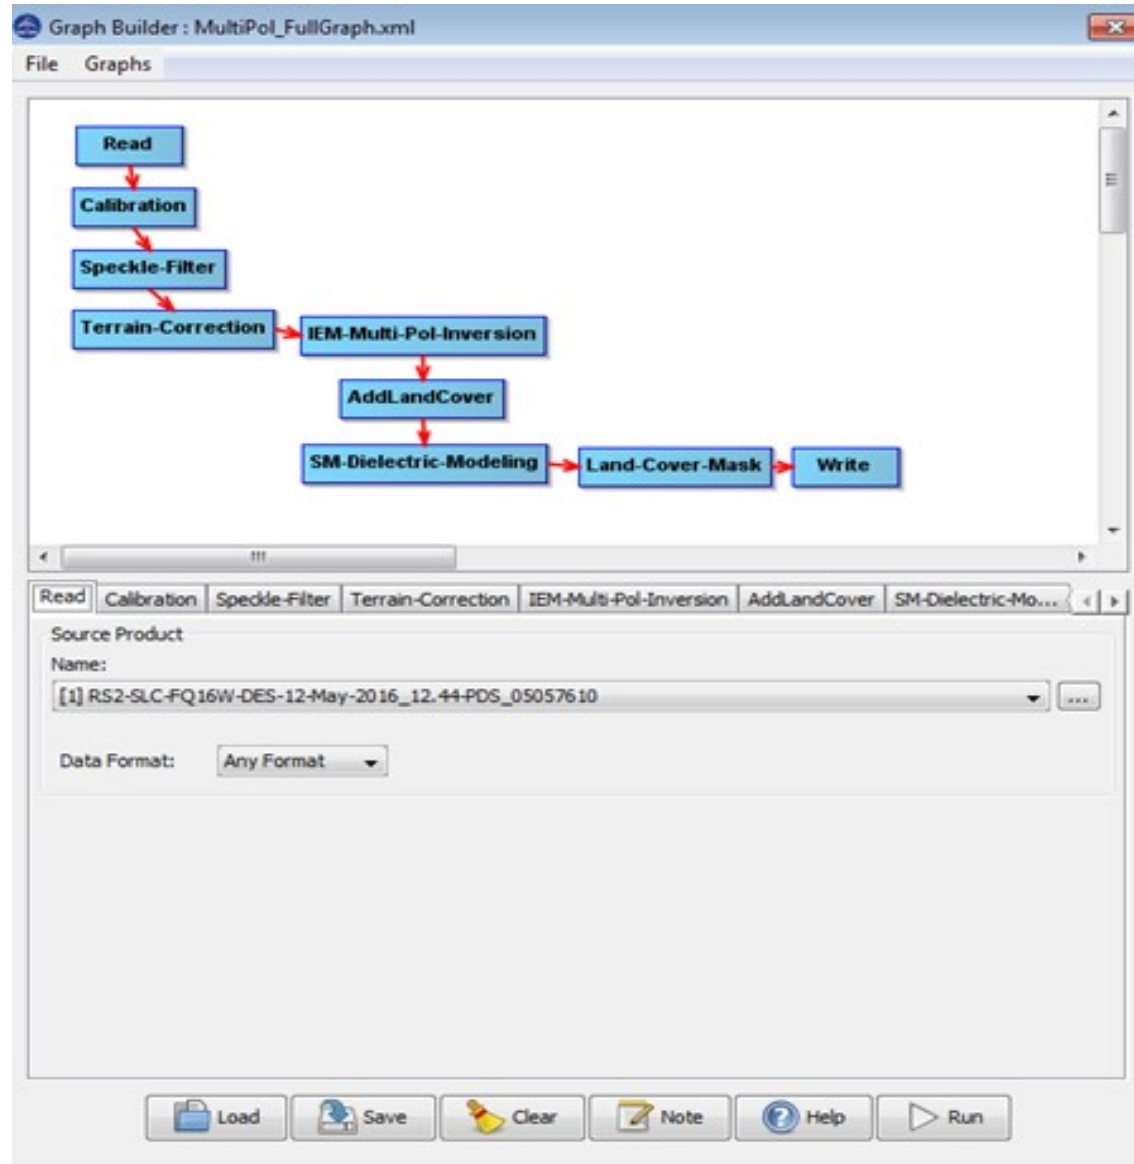 Graph Builder : MultiPol_FullGraph.xml
File Graphs
Read
Calibration
Speckle-Filter
Terrain-Correction
IEM-Multi-Pol-Inversion
AddLandCover
SM-Dielectric-Modeling
Land-Cover-Mask
Write
Read Calibration Speckle-Filter Terrain-Correction IEM-Multi-Pol-Inversion AddLandCover SM-Dielectric-Mo...
Source Product
Name:
[1] RS2-SLC-FQ16W-DES-12-May-2016_12.44-PDS_05057610
...
Data Format: Any Format
Load Save Clear Note Help Run